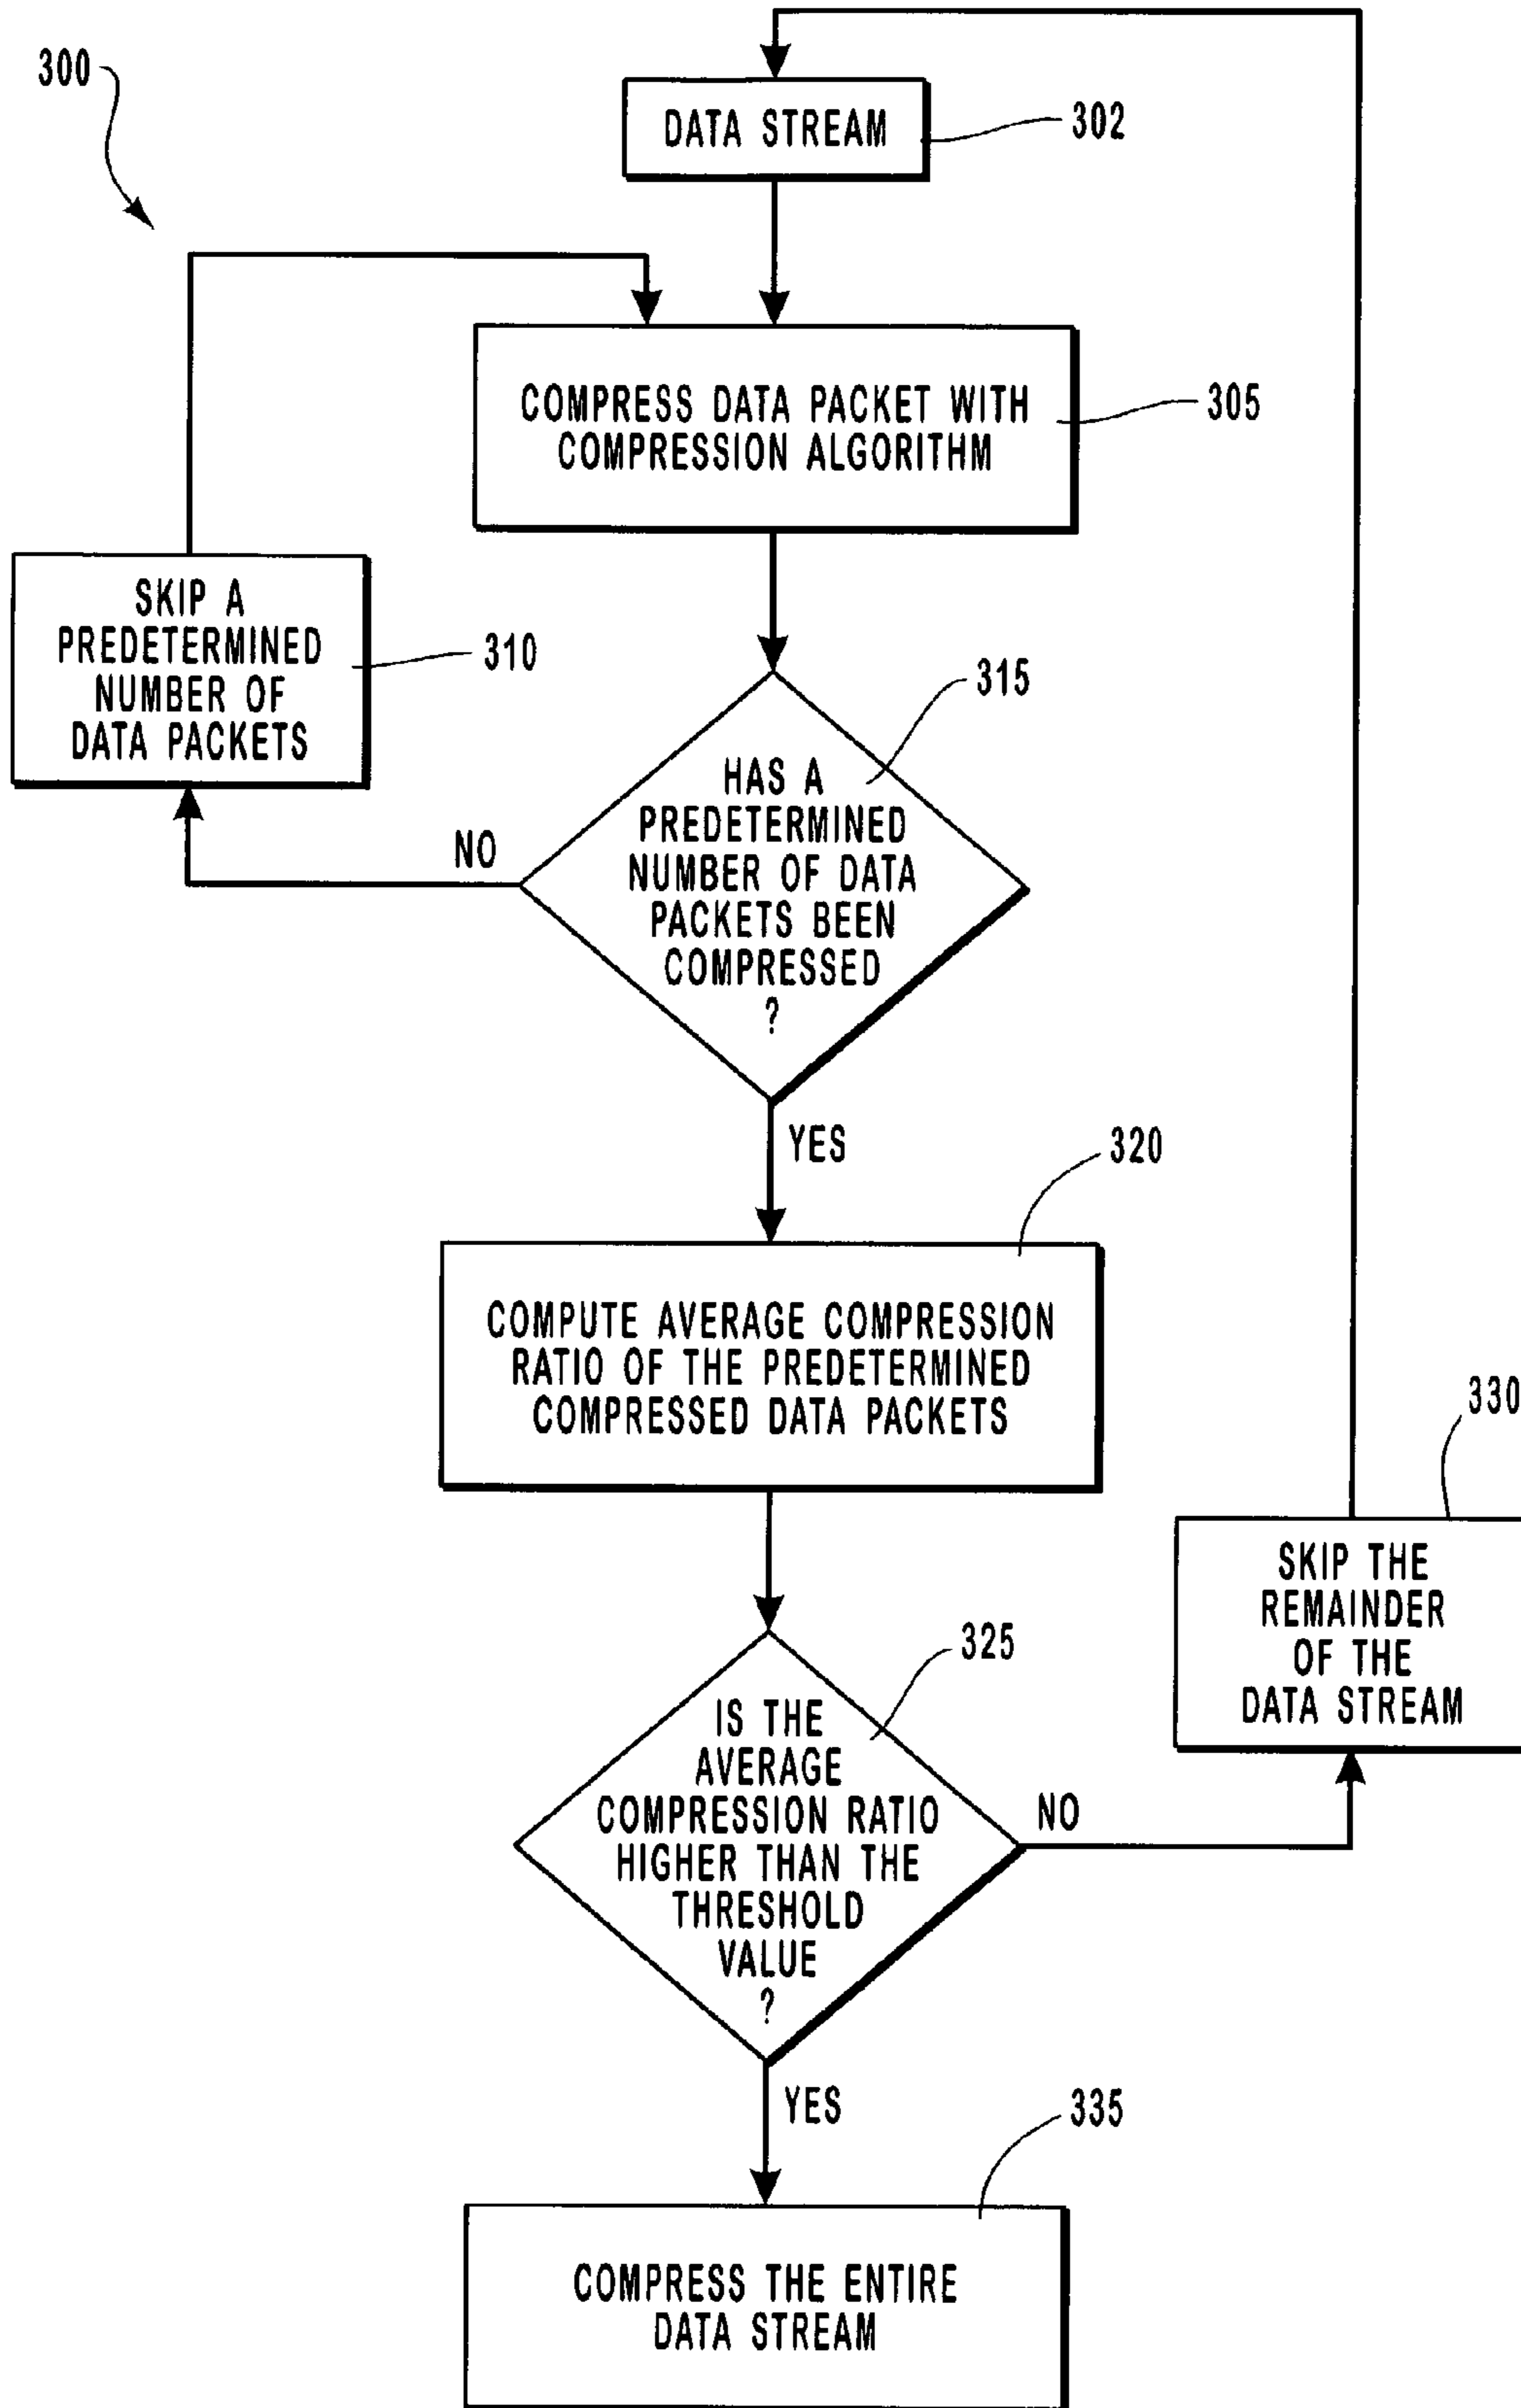 300
DATA STREAM
302
COMPRESS DATA PACKET WITH
COMPRESSION ALGORITHM
305
SKIP A
PREDETERMINED
NUMBER OF
DATA PACKETS
310
315
HAS A
PREDETERMINED
NUMBER OF DATA
PACKETS BEEN
COMPRESSED
?
NO
YES
320
COMPUTE AVERAGE COMPRESSION
RATIO OF THE PREDETERMINED
COMPRESSED DATA PACKETS
330
SKIP THE
REMAINDER
OF THE
DATA STREAM
325
IS THE
AVERAGE
COMPRESSION RATIO
HIGHER THAN THE
THRESHOLD
VALUE
?
NO
YES
335
COMPRESS THE ENTIRE
DATA STREAM